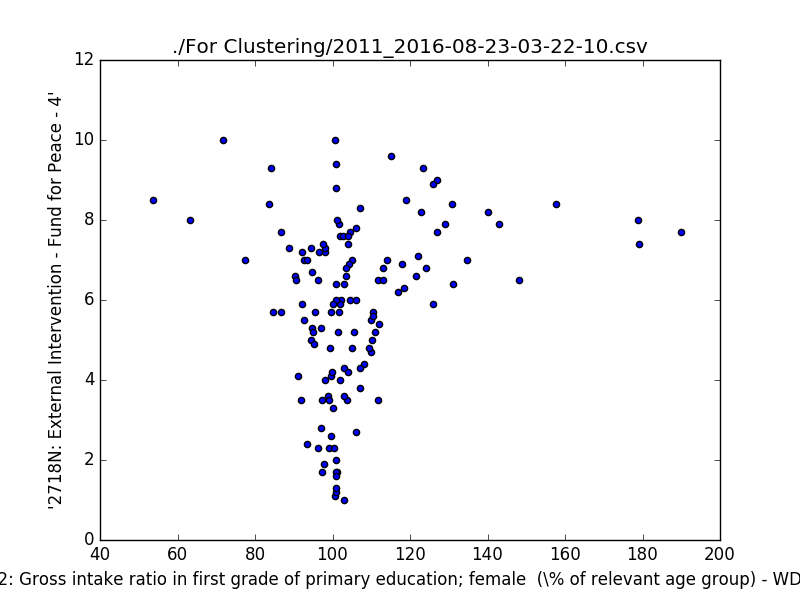 ./For Clustering/2011_2016-08-23-03-22-10.csv
'2718N: External Intervention - Fund for Peace - 4'
12
10
8
6
4
2
0
40 60 80 100 120 140 160 180 200
2: Gross intake ratio in first grade of primary education; female (\% of relevant age group) - WD